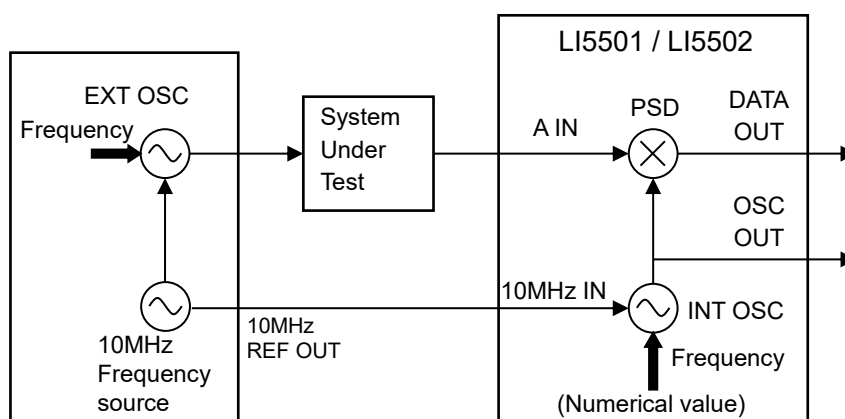 LI5501 / LI5502
EXT OSC
Frequency
System
Under
Test
A IN
PSD
DATA
OUT
OSC
OUT
10MHz IN
INT OSC
10MHz
REF OUT
10MHz
Frequency
source
Frequency
(Numerical value)